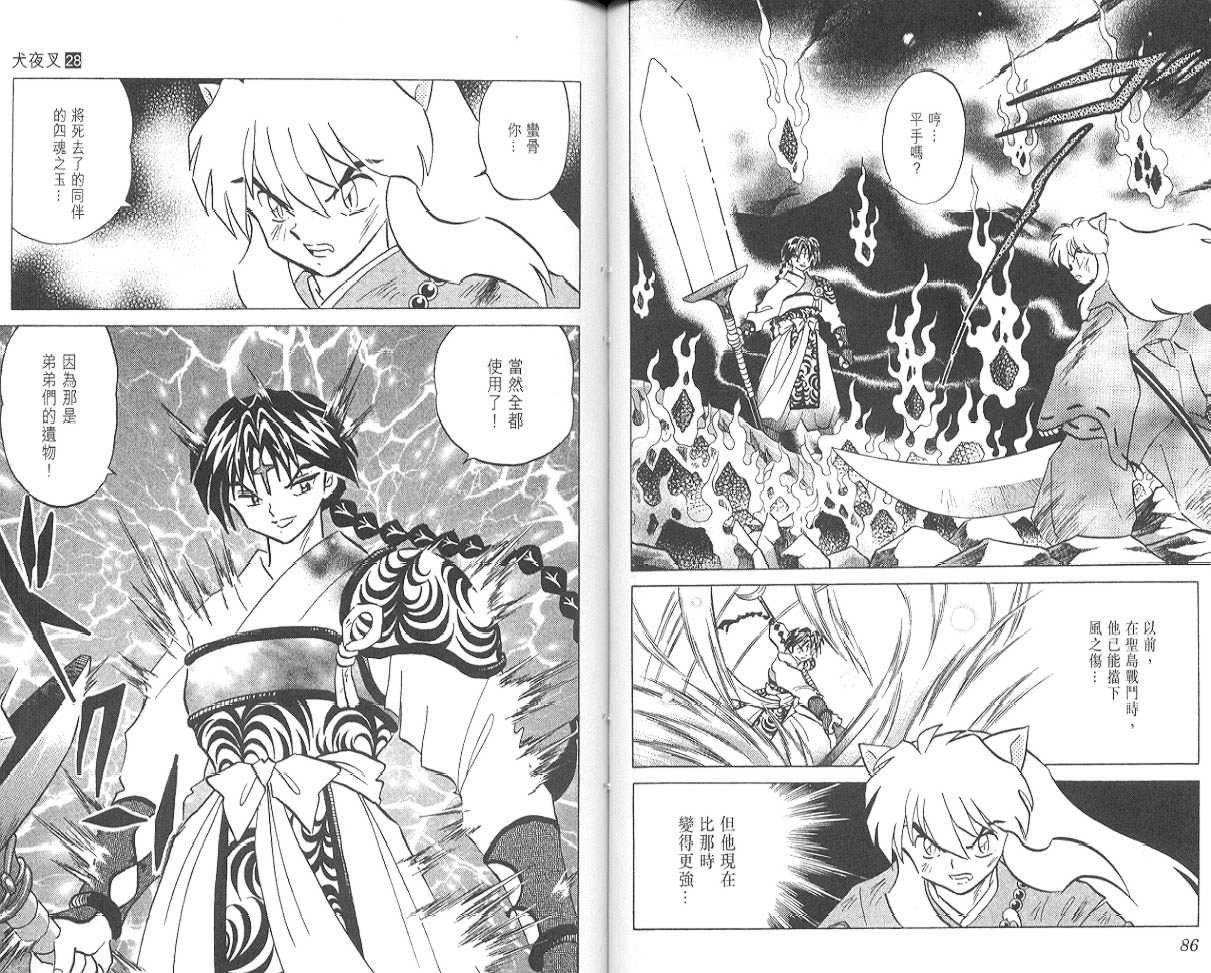 哼…
平手嗎?
以前,
在聖島戰鬥時,
他已能擋下
風之傷…
但他現在
比那時
變得更強…
86
犬夜叉 28
蠻骨
你…
將死去了的同伴
的四魂之玉…
當然全都
使用了!
因為那是
弟弟們的遺物!